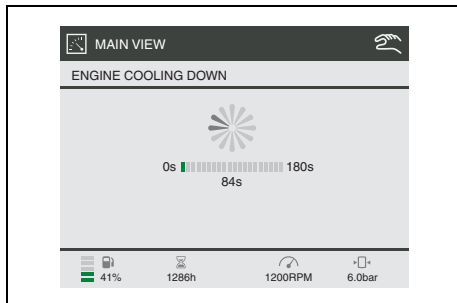 MAIN VIEW
ENGINE COOLING DOWN
0s 180s
84s
41% 1286h 1200RPM 6.0bar